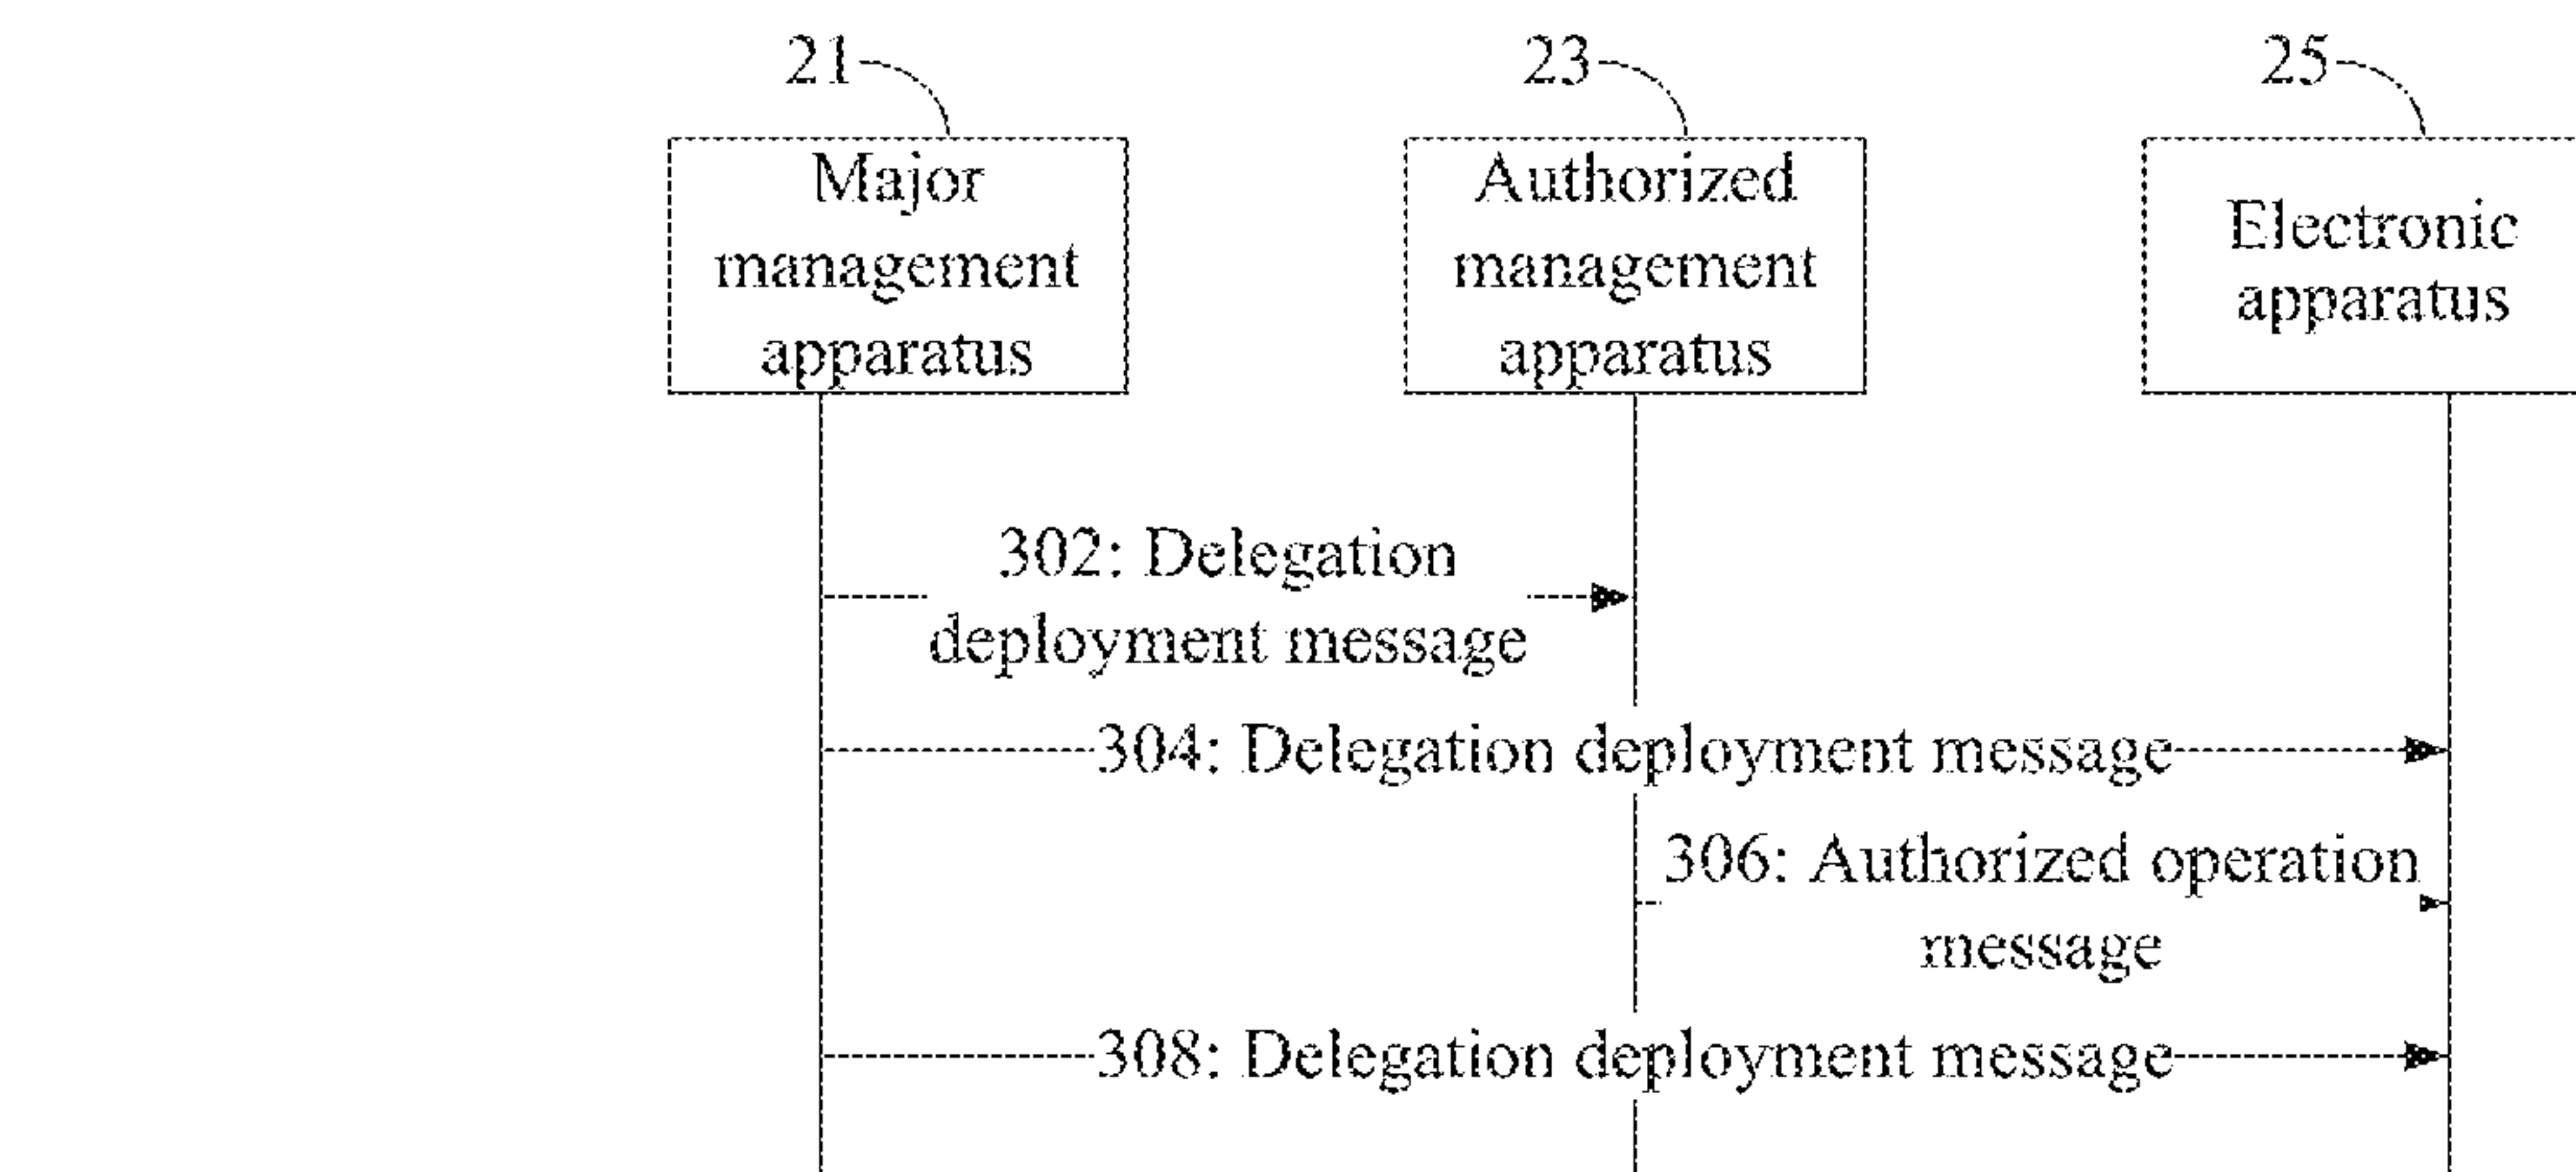 21
23
25
Major
management
apparatus
Authorized
management
apparatus
Electronic
apparatus
302: Delegation
deployment message
304: Delegation deployment message
306: Authorized operation
message
308: Delegation deployment message